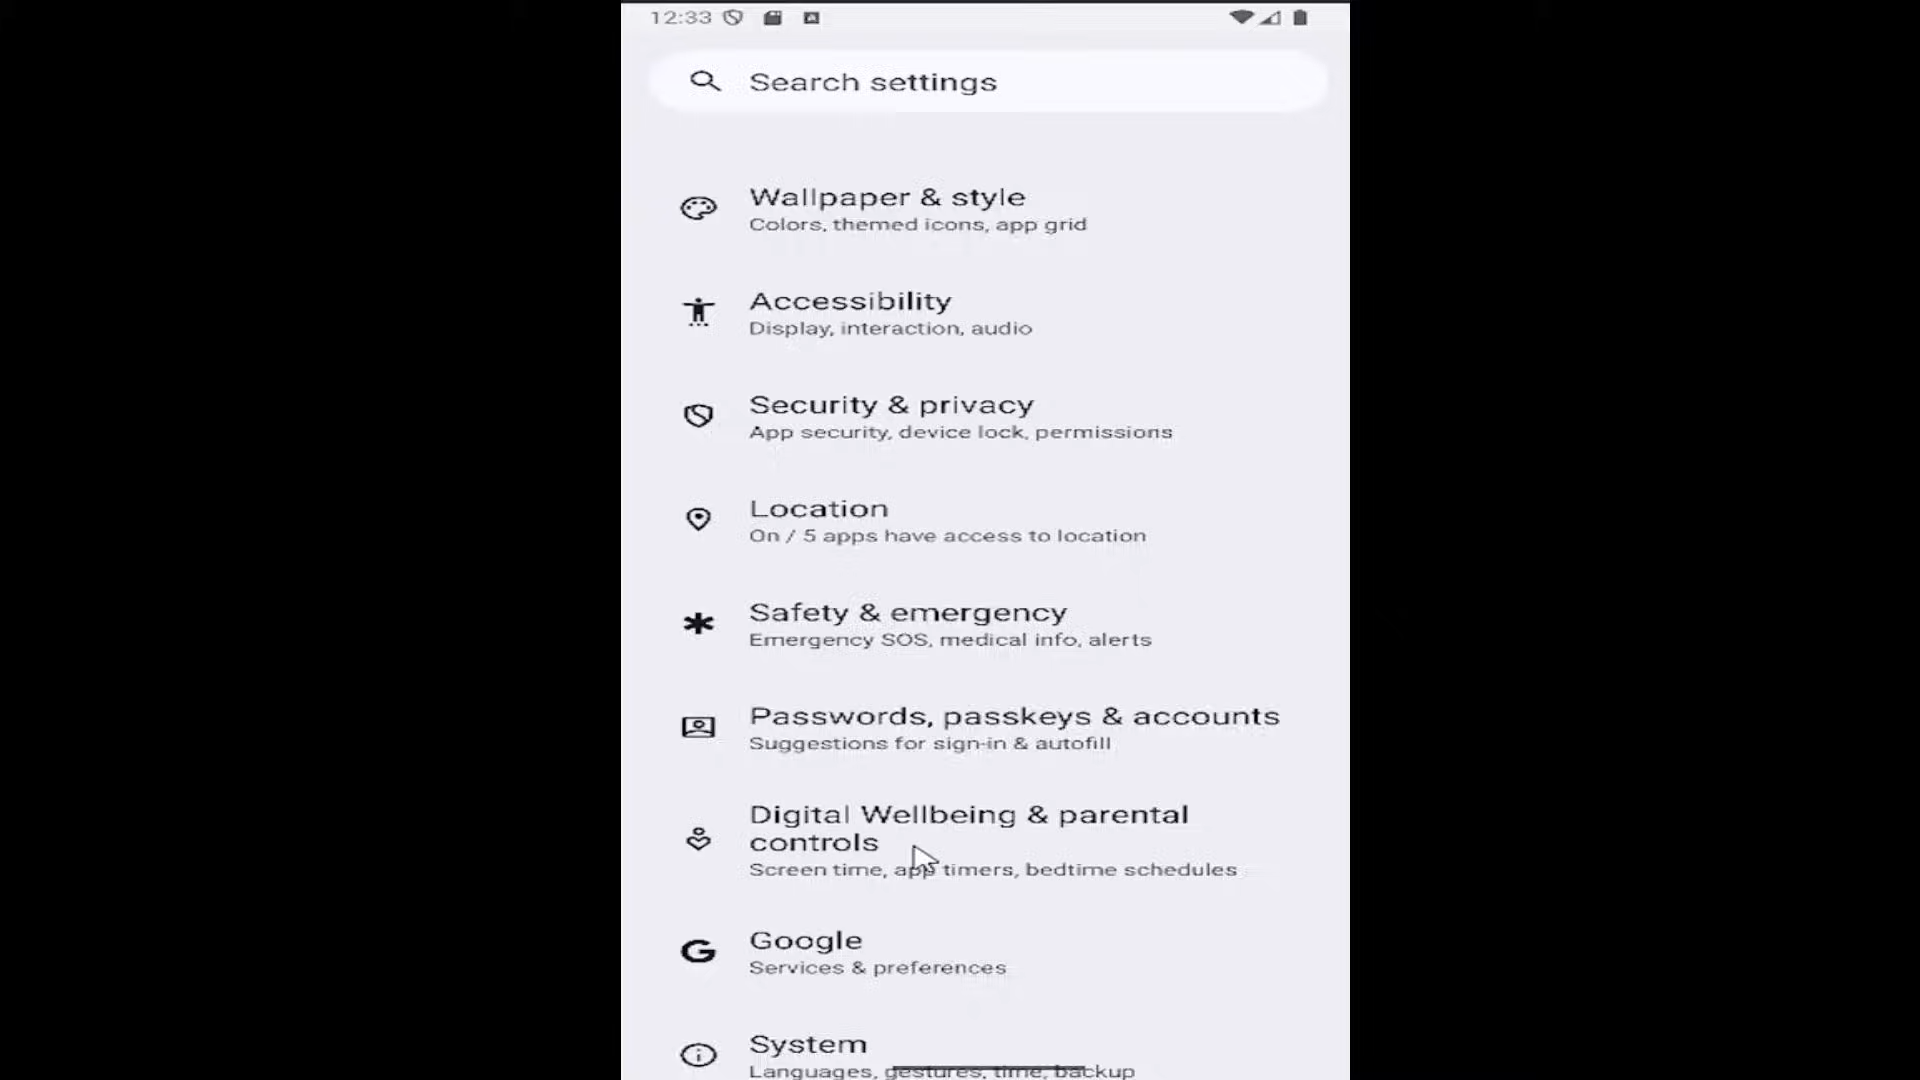 12:33
Search settings
Wallpaper & style
Colors, themed icons, app grid
Accessibility
Display, interaction, audio
Security & privacy
App security, device lock, permissions
Location
On / 5 apps have access to location
Safety & emergency
Emergency SOS, medical info, alerts
Passwords, passkeys & accounts
Suggestions for sign-in & autofill
Digital Wellbeing & parental
controls
Screen time, app timers, bedtime schedules
Google
Services & preferences
System
Languages, gestures, time, backup